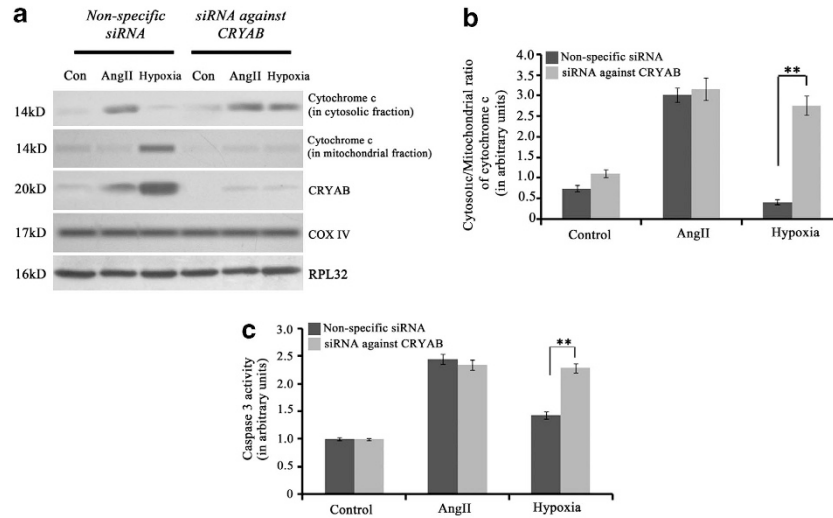 a
Non-specific siRNA against
siRNA CRYAB
Con AngII Hypoxia Con AngII Hypoxia
14kD Cytochrome c
(in cytosolic fraction)
14kD Cytochrome c
(in mitochondrial fraction)
20kD CRYAB
17kD COX IV
16kD RPL32
b
Cytosolic/Mitochondrial ratio
of cytochrome c
(in arbitrary units)
4.0
3.5
3.0
2.5
2.0
1.5
1.0
0.5
0
Non-specific siRNA
siRNA against CRYAB
**
Control AngII Hypoxia
c
Caspase 3 activity
(in arbitrary units)
3.0
2.5
2.0
1.5
1.0
0
Non-specific siRNA
siRNA against CRYAB
**
Control AngII Hypoxia